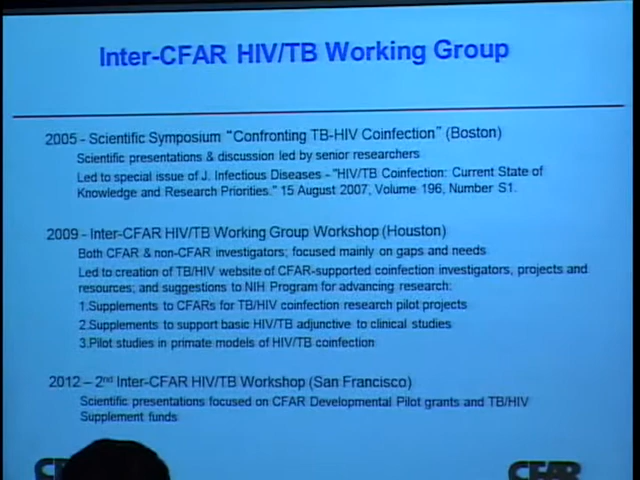 Inter-CFAR HIV/TB Working Group
2005 - Scientific Symposium "Confronting TB-HIV Coinfection" (Boston)
Scientific presentations & discussion led by senior researchers
Led to special issue of J. Infectious Diseases - "HIV/TB Coinfection: Current State of
Knowledge and Research Priorities." 15 August 2007, Volume 196, Number S1.
2009 - Inter-CFAR HIV/TB Working Group Workshop (Houston)
Both CFAR & non-CFAR investigators; focused mainly on gaps and needs
Led to creation of TB/HIV website of CFAR-supported coinfection investigators, projects and
resources; and suggestions to NIH Program for advancing research:
1.Supplements to CFARs for TB/HIV coinfection research pilot projects
2.Supplements to support basic HIV/TB adjunctive to clinical studies
3.Pilot studies in primate models of HIV/TB coinfection
2012 – 2nd Inter-CFAR HIV/TB Workshop (San Francisco)
Scientific presentations focused on CFAR Developmental Pilot grants and TB/HIV
Supplement funds
CFAR